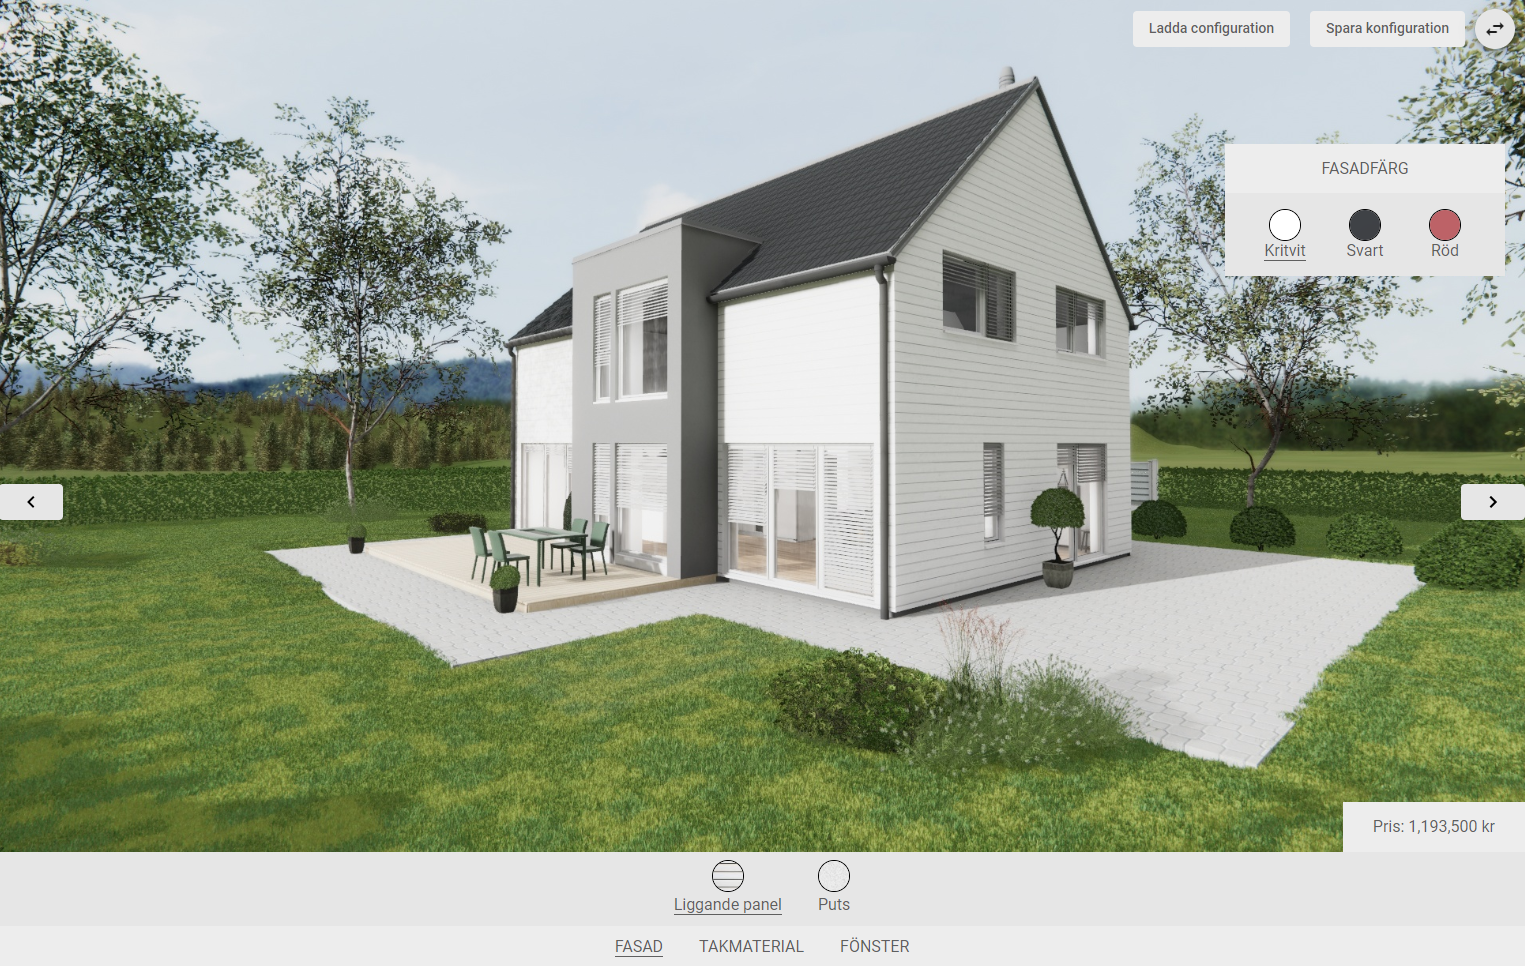 Ladda configuration
Spara konfiguration
FASADFÄRG
Kritvit
Svart
Röd
Pris: 1,193,500 kr
Liggande panel
Puts
FASAD
TAKMATERIAL
FÖNSTER